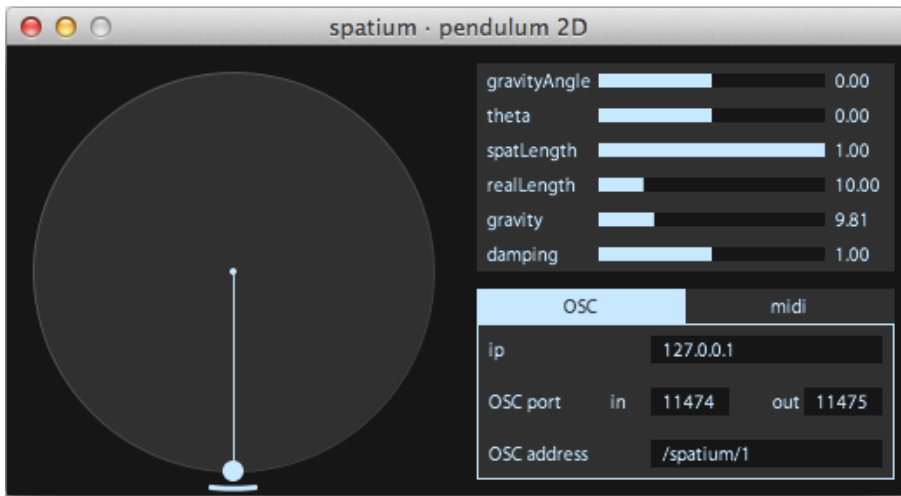 spatium · pendulum 2D
gravityAngle 0.00
theta 0.00
spatLength 1.00
realLength 10.00
gravity 9.81
damping 1.00
OSC midi
ip 127.0.0.1
OSC port in 11474 out 11475
OSC address /spatium/1